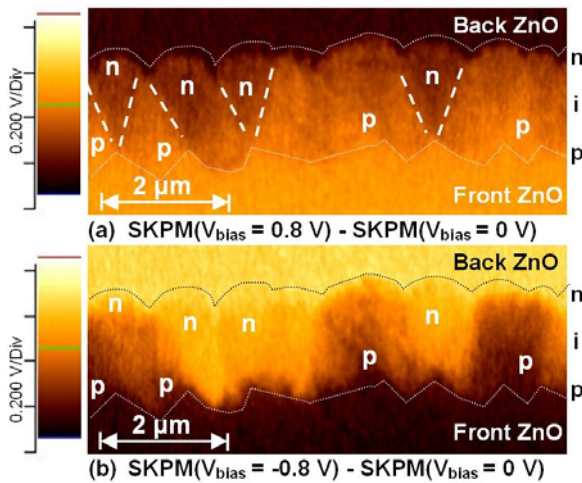 0.200 V/Div
Back ZnO
n
n
n
n
n
i
p
p
p
p
p
Front ZnO
2 µm
(a) SKPM(Vbias = 0.8 V) - SKPM(Vbias = 0 V)
0.200 V/Div
Back ZnO
n
n
n
n
n
i
p
p
p
p
p
Front ZnO
2 µm
(b) SKPM(Vbias = -0.8 V) - SKPM(Vbias = 0 V)